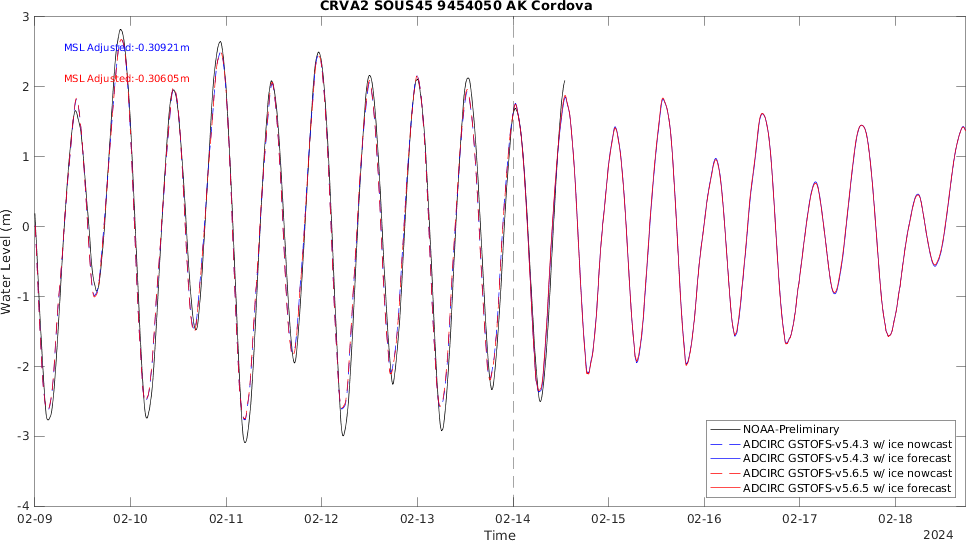 CRVA2 SOUS45 9454050 AK Cordova
MSL Adjusted:-0.30921m
MSL Adjusted:-0.30605m
Water Level (m)
3
2
1
0
-1
-2
-3
-4
NOAA-Preliminary
ADCIRC GSTOFS-v5.4.3 w/ ice nowcast
ADCIRC GSTOFS-v5.4.3 w/ ice forecast
ADCIRC GSTOFS-v5.6.5 w/ ice nowcast
ADCIRC GSTOFS-v5.6.5 w/ ice forecast
02-09 02-10 02-11 02-12 02-13 02-14 02-15 02-16 02-17 02-18
Time
2024